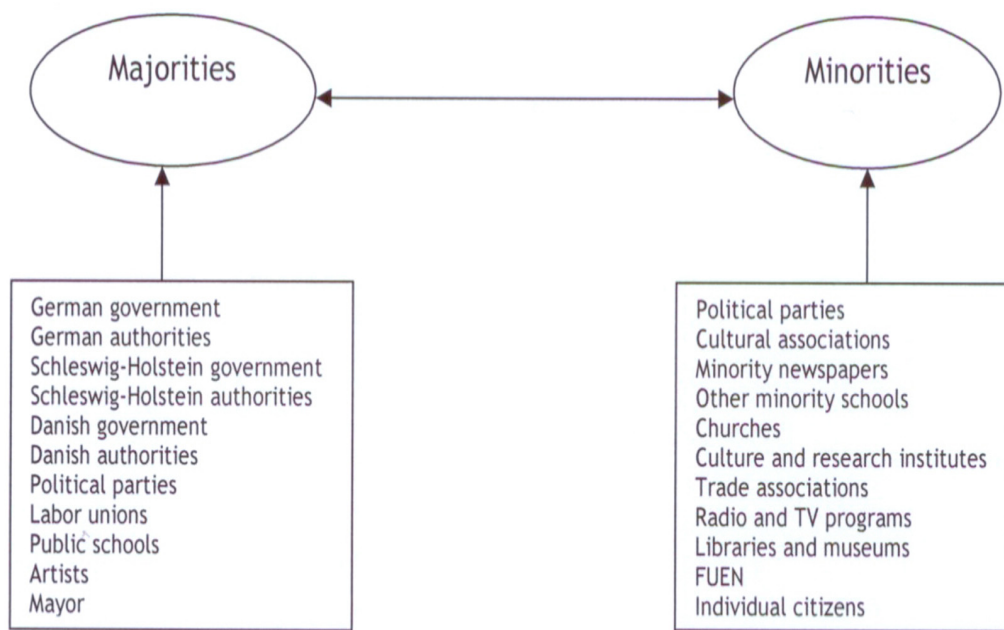 Majorities
Minorities
German government
German authorities
Schleswig-Holstein government
Schleswig-Holstein authorities
Danish government
Danish authorities
Political parties
Labor unions
Public schools
Artists
Mayor
Political parties
Cultural associations
Minority newspapers
Other minority schools
Churches
Culture and research institutes
Trade associations
Radio and TV programs
Libraries and museums
FUEN
Individual citizens